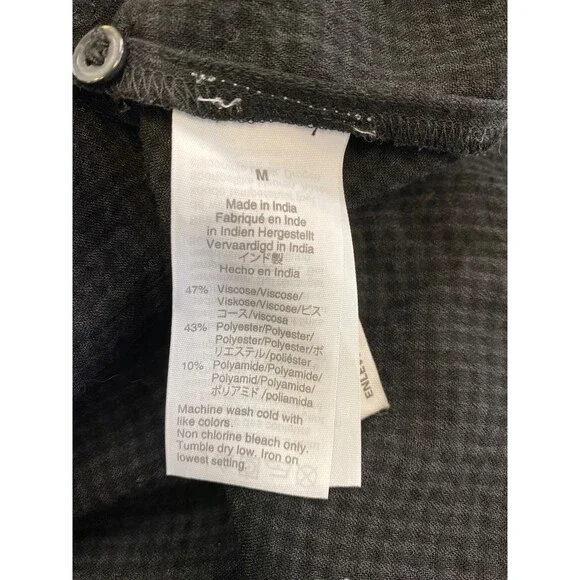 M
Made in India
Fabriqué en Inde
in Indien Hergestellt
Vervaardigd in India
インド製
Hecho en India
47% Viscose/Viscose/
Viskose/Viscose/ビス
コース/viscosa
43% Polyester/Polyester/
Polyester/Polyester/ポ
リエステル/poliéster
10% Polyamide/Polyamide/
Polyamid/Polyamide/
ポリアミド/poliamida
Machine wash cold with
like colors.
Non chlorine bleach only.
Tumble dry low. Iron on
lowest setting.